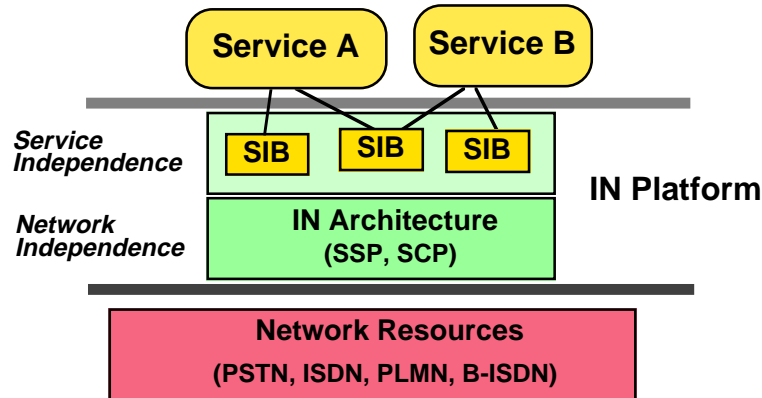 Service A
Service B
Service
Independence
SIB
SIB
SIB
IN Platform
Network
Independence
IN Architecture
(SSP, SCP)
Network Resources
(PSTN, ISDN, PLMN, B-ISDN)